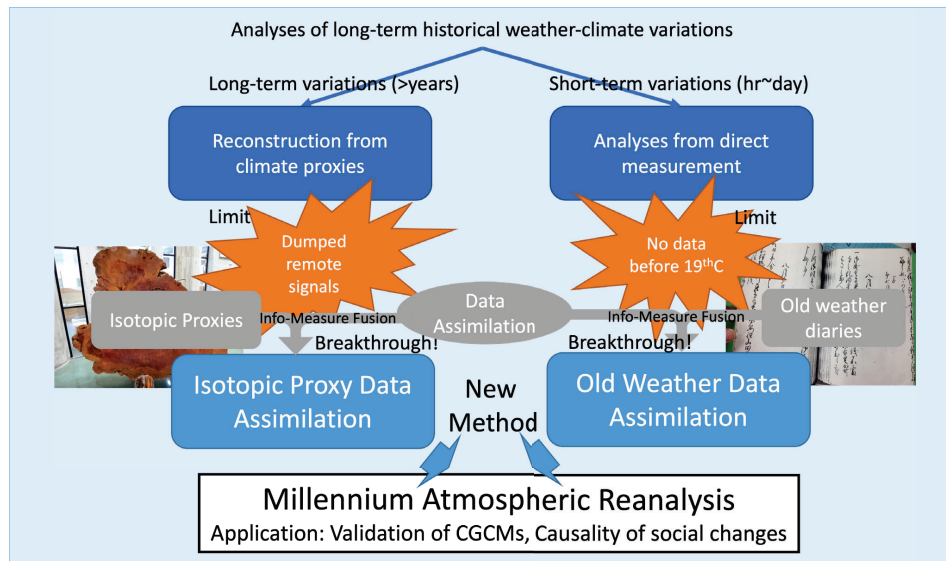 Analyses of long-term historical weather-climate variations
Long-term variations (>years)
Short-term variations (hr~day)
Reconstruction from
climate proxies
Analyses from direct
measurement
Limit
Limit
Dumped
remote
signals
No data
before 19thC
Isotopic Proxies
Data
Assimilation
Old weather
diaries
Info-Measure Fusion
Info-Measure Fusion
Breakthrough!
Breakthrough!
Isotopic Proxy Data
Assimilation
New
Method
Old Weather Data
Assimilation
Millennium Atmospheric Reanalysis
Application: Validation of CGCMs, Causality of social changes